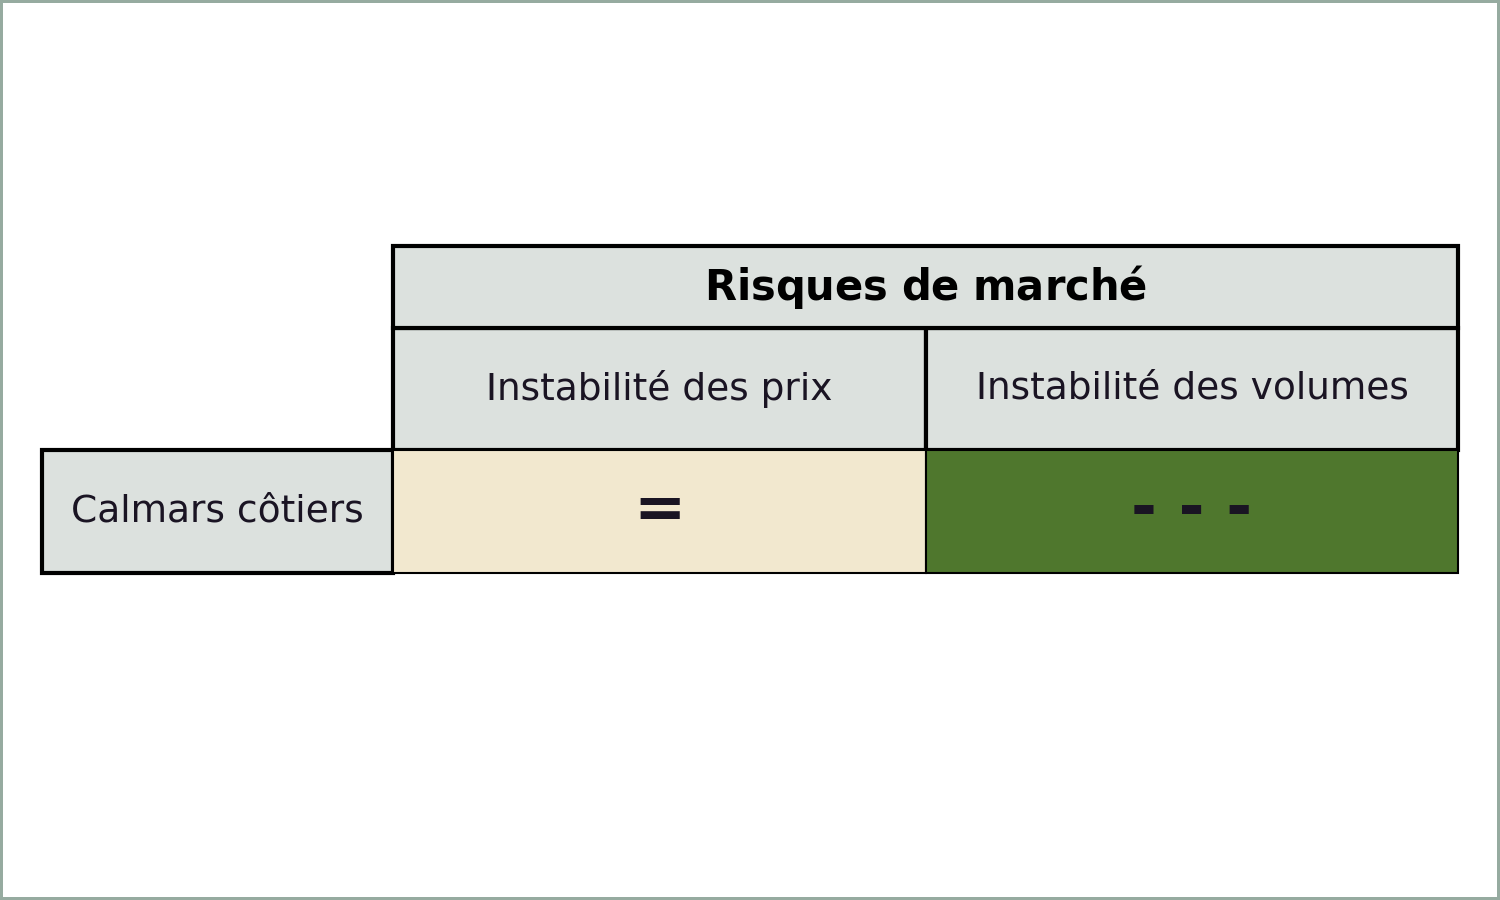 Risques de marché
Instabilité des prix
Instabilité des volumes
Calmars côtiers
=
- - -